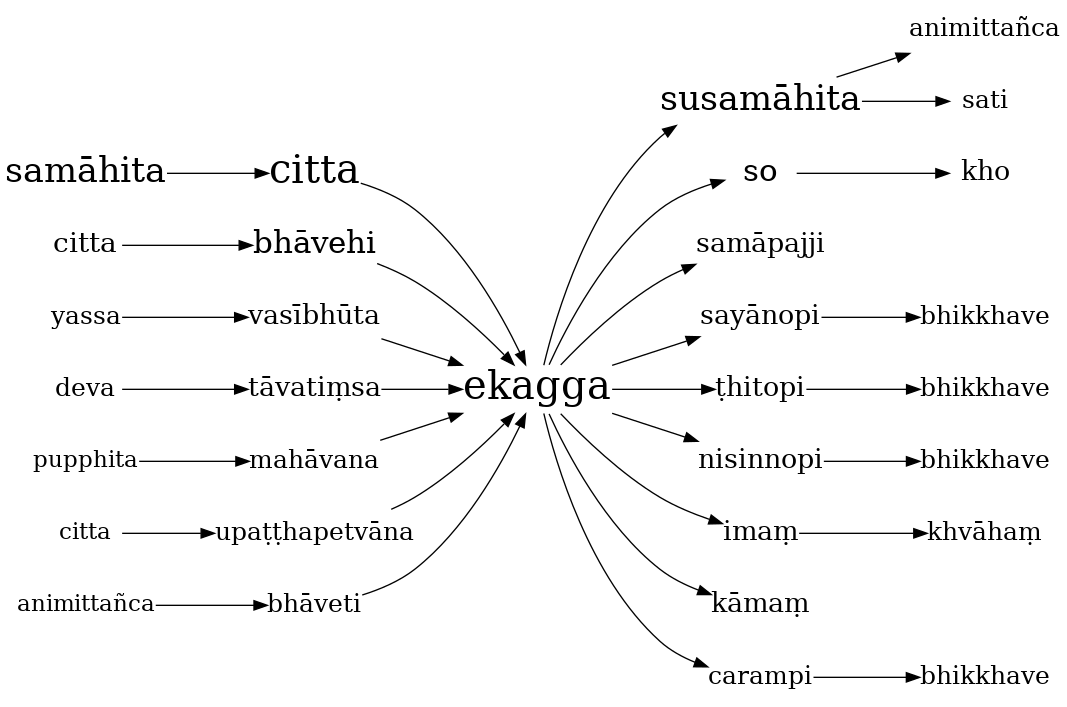 animittañca
susamāhita sati
samāhita citta so kho
citta bhāvehi samāpajji
yassa vasībhūta sayānopi bhikkhave
deva tāvatiṃsa ekagga ṭhitopi bhikkhave
pupphita mahāvana nisinnopi bhikkhave
citta upaṭṭhapetvāna imaṃ khvāhaṃ
animittañca bhāveti kāmaṃ
carampi bhikkhave